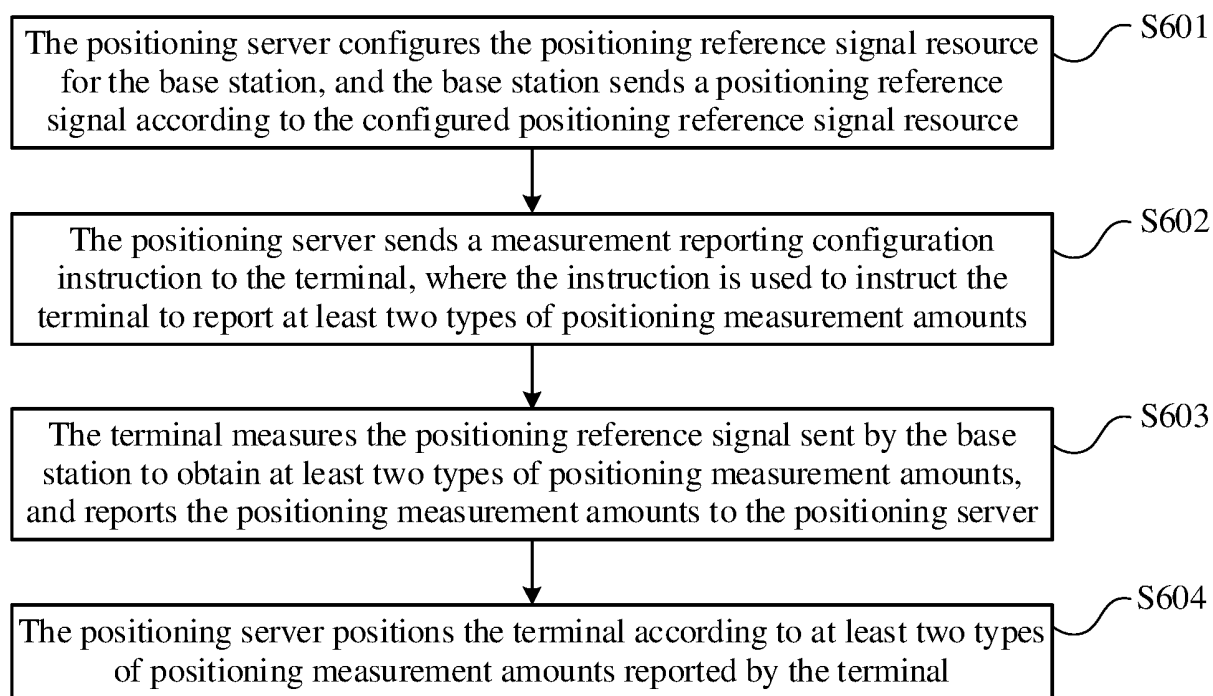 The positioning server configures the positioning reference signal resource
for the base station, and the base station sends a positioning reference
signal according to the configured positioning reference signal resource
S601
The positioning server sends a measurement reporting configuration
instruction to the terminal, where the instruction is used to instruct the
terminal to report at least two types of positioning measurement amounts
S602
The terminal measures the positioning reference signal sent by the base
station to obtain at least two types of positioning measurement amounts,
and reports the positioning measurement amounts to the positioning server
S603
The positioning server positions the terminal according to at least two types
of positioning measurement amounts reported by the terminal
S604